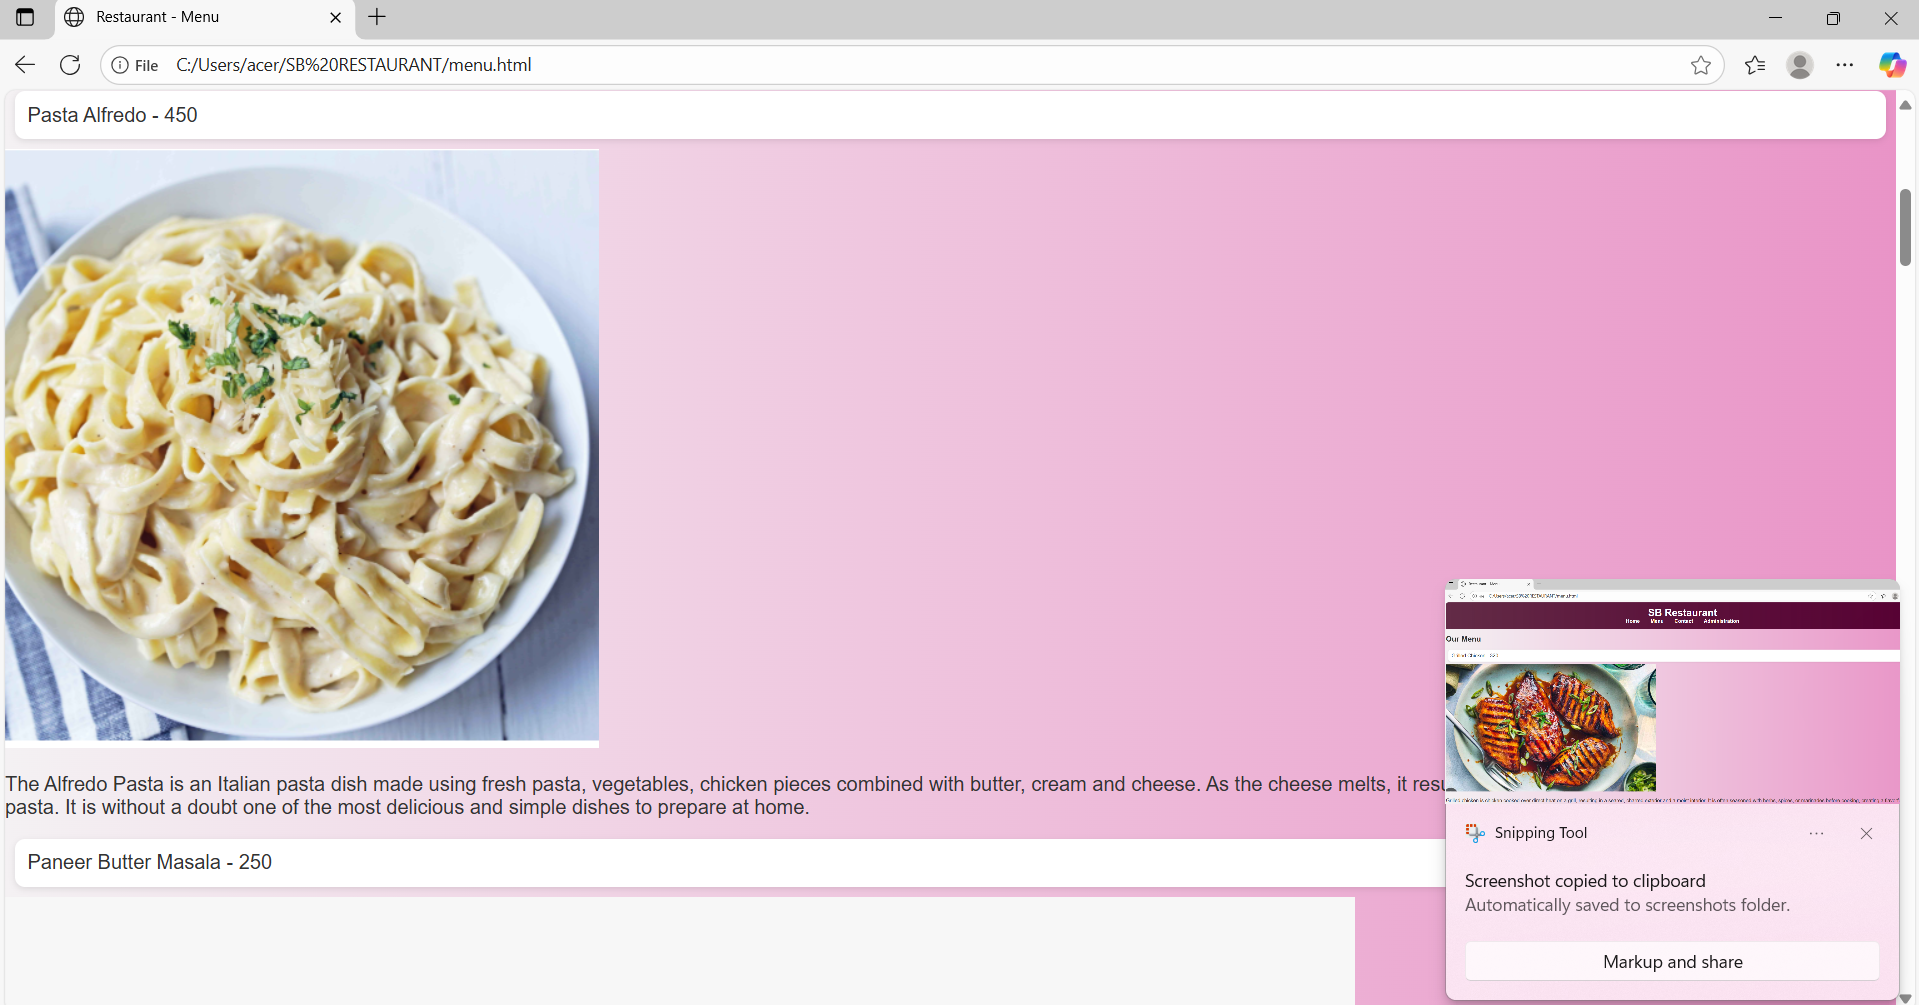 Restaurant - Menu
File
C:/Users/acer/SB%20RESTAURANT/menu.html
Pasta Alfredo - 450
The Alfredo Pasta is an Italian pasta dish made using fresh pasta, vegetables, chicken pieces combined with butter, cream and cheese. As the cheese melts, it
pasta. It is without a doubt one of the most delicious and simple dishes to prepare at home.
Paneer Butter Masala - 250
SB Restaurant
Home Menu Contact Administration
Our Menu
Snipping Tool
Screenshot copied to clipboard
Automatically saved to screenshots folder.
Markup and share